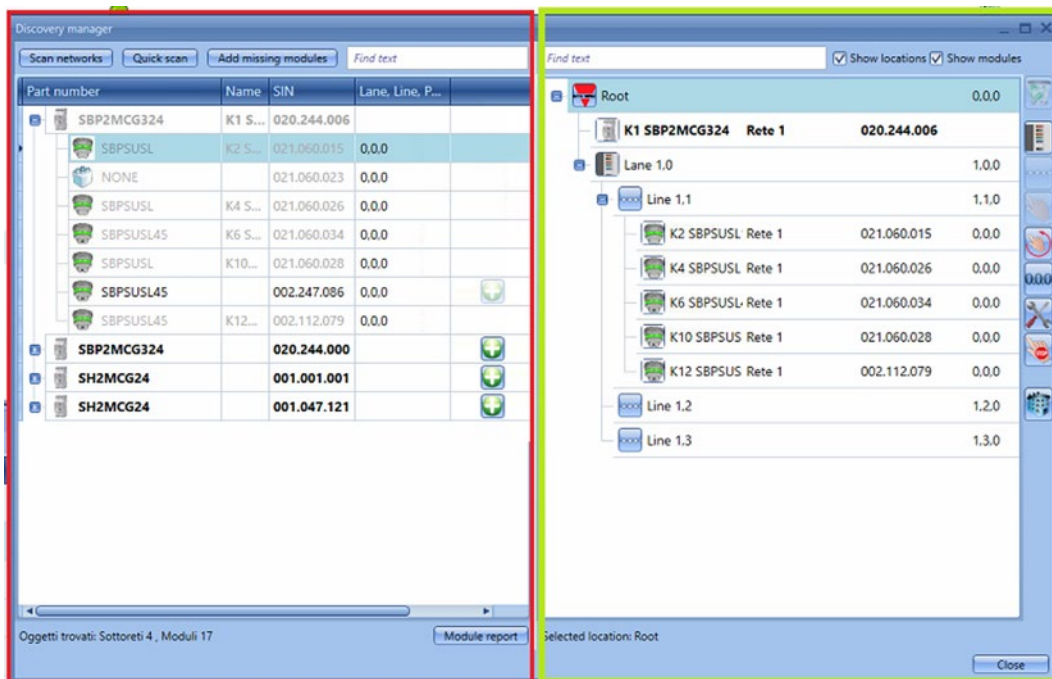 Discovery manager
Scan networks Quick scan Add missing modules Find text
Part number Name SIN Lane, Line, P...
SBP2MCG324 K1 S... 020.244.006
SBPSUSL K2 S... 021.060.015 0,0,0
NONE 021.060.023 0,0,0
SBPSUSL K4 S... 021.060.026 0,0,0
SBPSUSL45 K6 S... 021.060.034 0,0,0
SBPSUSL K10... 021.060.028 0,0,0
SBPSUSL45 002.247.086 0,0,0
SBPSUSL45 K12... 002.112.079 0,0,0
SBP2MCG324 020.244.000
SH2MCG24 001.001.001
SH2MCG24 001.047.121
Oggetti trovati: Sottoreti 4 , Moduli 17 Module report
Find text Show locations Show modules
Root 0,0,0
K1 SBP2MCG324 Rete 1 020.244.006
Lane 1,0 1,0,0
Line 1,1 1,1,0
K2 SBPSUSL Rete 1 021.060.015 0,0,0
K4 SBPSUSL Rete 1 021.060.026 0,0,0
K6 SBPSUSL Rete 1 021.060.034 0,0,0
K10 SBPSUS Rete 1 021.060.028 0,0,0
K12 SBPSUS Rete 1 002.112.079 0,0,0
Line 1,2 1,2,0
Line 1,3 1,3,0
0.0.0
STOP
Selected location: Root
Close